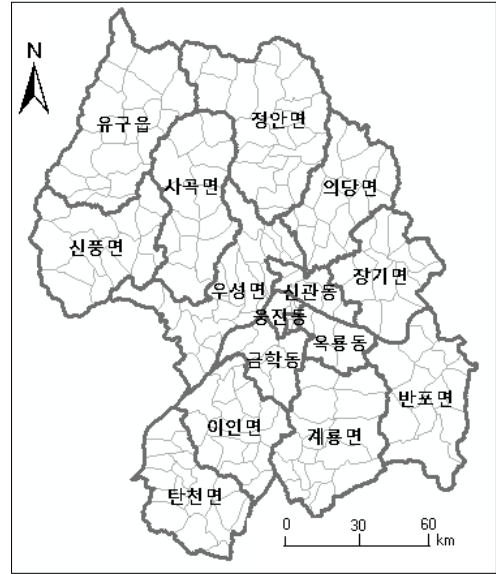 N
유구읍
정안면
사곡면
의당면
신풍면
장기면
우성면
신관동
웅진동
옥룡동
금학동
반포면
이인면
계룡면
탄천면
0 30 60
km